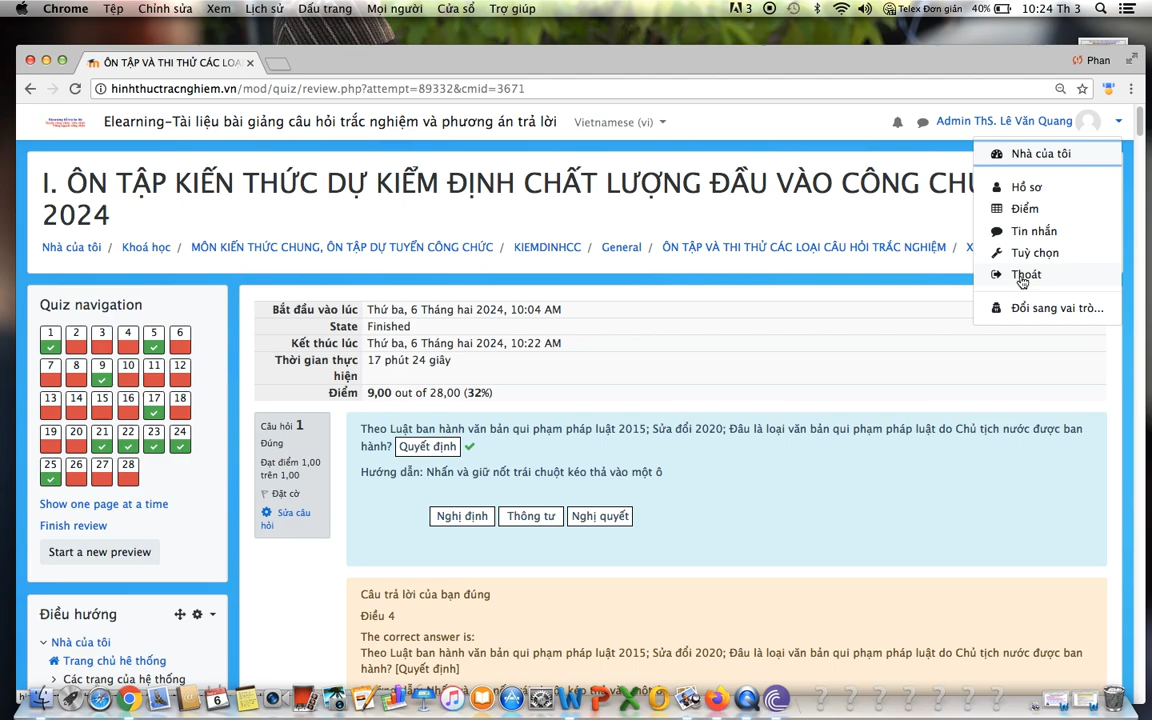 Chrome Tệp Chỉnh sửa Xem Lịch sử Dấu trang Mọi người Cửa sổ Trợ giúp 3 Telex Đơn giản 40% 10:24 Th 3
ÔN TẬP VÀ THI THỬ CÁC LOẠ Phan
hinhthuctracnghiem.vn/mod/quiz/review.php?attempt=89332&cmid=3671
Elearning-Tài liệu bài giảng câu hỏi trắc nghiệm và phương án trả lời Vietnamese (vi) Admin ThS. Lê Văn Quang
Nhà của tôi
Hồ sơ
Điểm
Tin nhắn
Tuỳ chọn
Thoát
Đổi sang vai trò...
I. ÔN TẬP KIẾN THỨC DỰ KIỂM ĐỊNH CHẤT LƯỢNG ĐẦU VÀO CÔNG CHỨ
2024
Nhà của tôi / Khoá học / MÔN KIẾN THỨC CHUNG, ÔN TẬP DỰ TUYỂN CÔNG CHỨC / KIEMDINHCC / General / ÔN TẬP VÀ THI THỬ CÁC LOẠI CÂU HỎI TRẮC NGHIỆM / X
Quiz navigation
1 2 3 4 5 6
7 8 9 10 11 12
13 14 15 16 17 18
19 20 21 22 23 24
25 26 27 28
Show one page at a time
Finish review
Start a new preview
Điều hướng
Nhà của tôi
Trang chủ hệ thống
Các trang của hệ thống
Bắt đầu vào lúc Thứ ba, 6 Tháng hai 2024, 10:04 AM
State Finished
Kết thúc lúc Thứ ba, 6 Tháng hai 2024, 10:22 AM
Thời gian thực hiện 17 phút 24 giây
Điểm 9,00 out of 28,00 (32%)
Câu hỏi 1
Đúng
Đạt điểm 1,00
trên 1,00
Đặt cờ
Sửa câu
hỏi
Theo Luật ban hành văn bản qui phạm pháp luật 2015; Sửa đổi 2020; Đâu là loại văn bản qui phạm pháp luật do Chủ tịch nước được ban
hành? Quyết định
Hướng dẫn: Nhấn và giữ nốt trái chuột kéo thả vào một ô
Nghị định Thông tư Nghị quyết
Câu trả lời của bạn đúng
Điều 4
The correct answer is:
Theo Luật ban hành văn bản qui phạm pháp luật 2015; Sửa đổi 2020; Đâu là loại văn bản qui phạm pháp luật do Chủ tịch nước được ban
hành? [Quyết định]